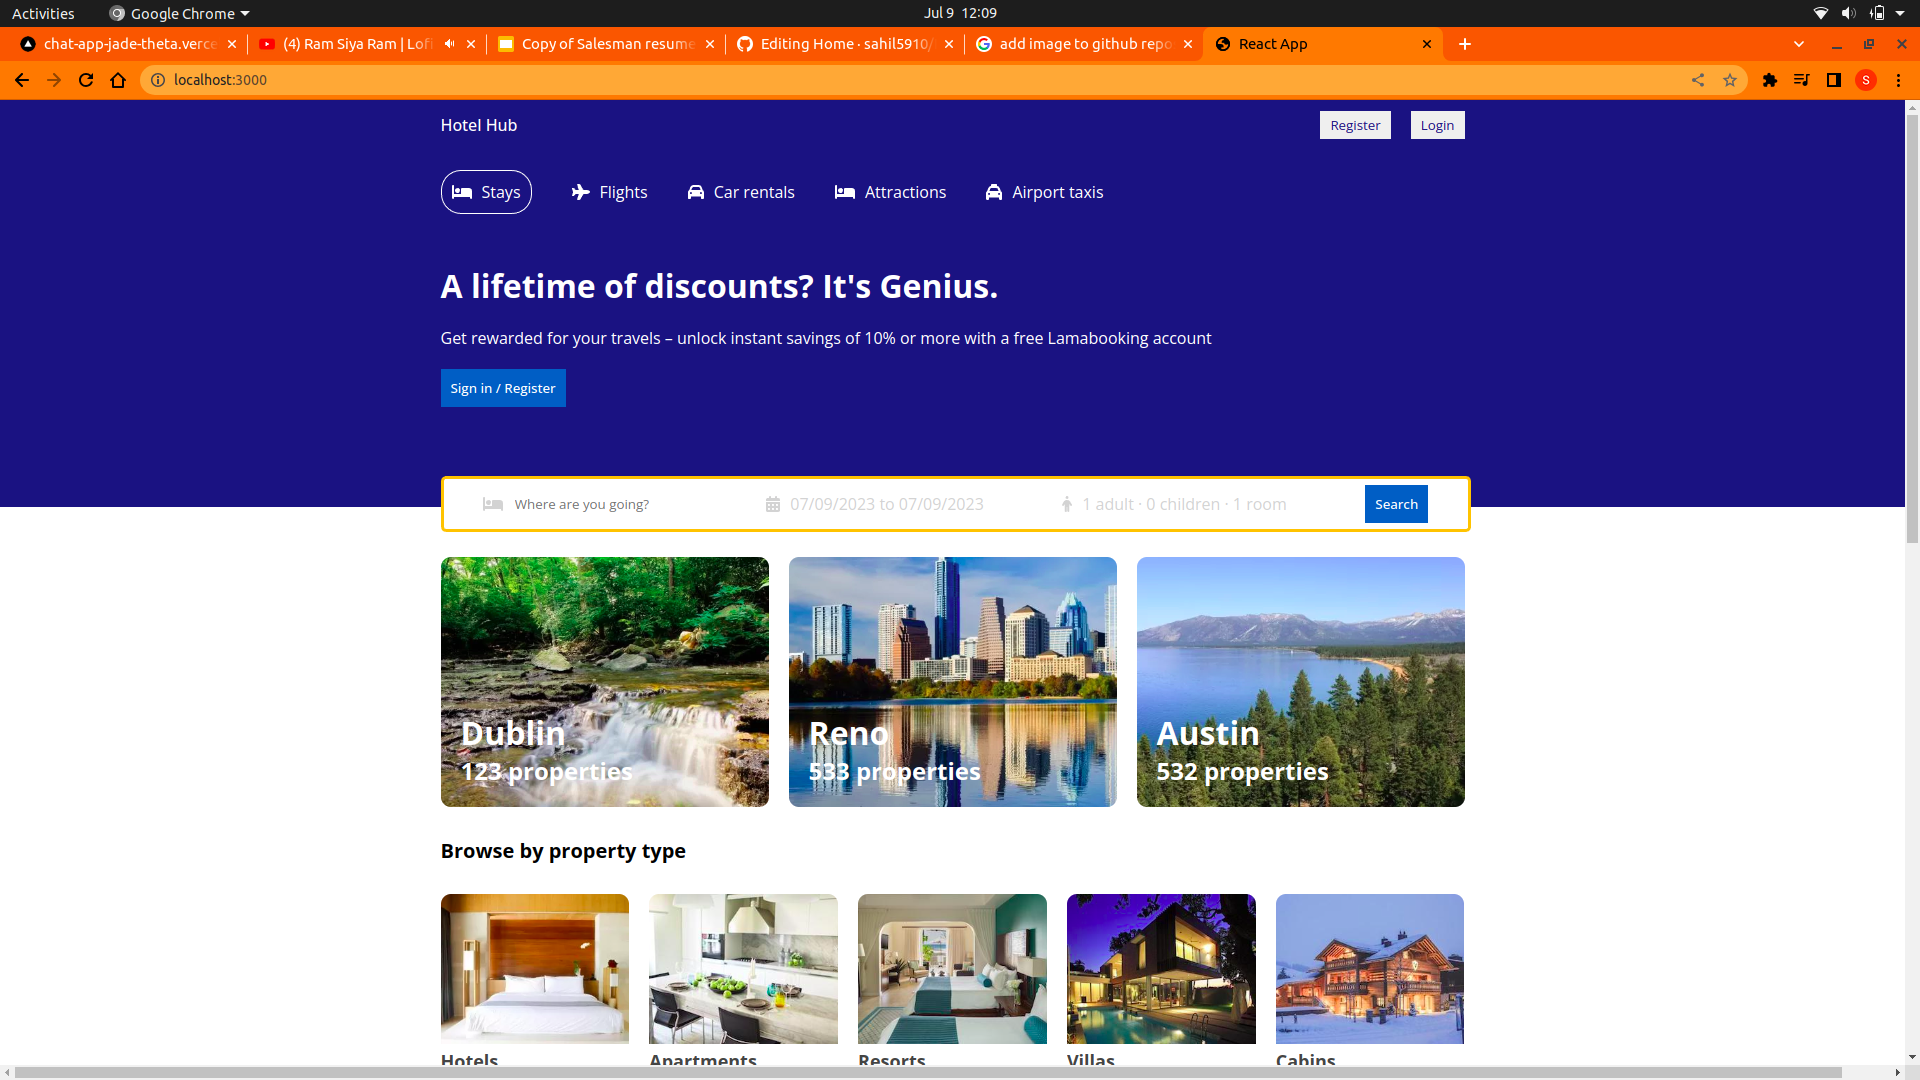 Activities
Google Chrome
Jul 9 12:09
chat-app-jade-theta.verce
(4) Ram Siya Ram | Lofi
Copy of Salesman resume
Editing Home · sahil5910/
add image to github repo
React App
localhost:3000
S
Hotel Hub
Register
Login
Stays
Flights
Car rentals
Attractions
Airport taxis
A lifetime of discounts? It's Genius.
Get rewarded for your travels – unlock instant savings of 10% or more with a free Lamabooking account
Sign in / Register
Where are you going?
07/09/2023 to 07/09/2023
1 adult · 0 children · 1 room
Search
Dublin
123 properties
Reno
533 properties
Austin
532 properties
Browse by property type
Hotels
Apartments
Resorts
Villas
Cabins